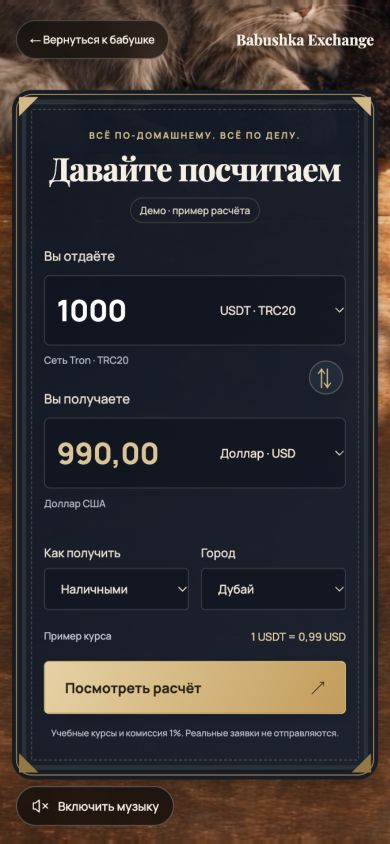 ← Вернуться к бабушке
Babushka Exchange
ВСЁ ПО-ДОМАШНЕМУ. ВСЁ ПО ДЕЛУ.
Давайте посчитаем
Демо · пример расчёта
Вы отдаёте
1000
USDT · TRC20
Сеть Tron · TRC20
Вы получаете
990,00
Доллар · USD
Доллар США
Как получить
Город
Наличными
Дубай
Пример курса
1 USDT = 0,99 USD
Посмотреть расчёт
Учебные курсы и комиссия 1%. Реальные заявки не отправляются.
Включить музыку